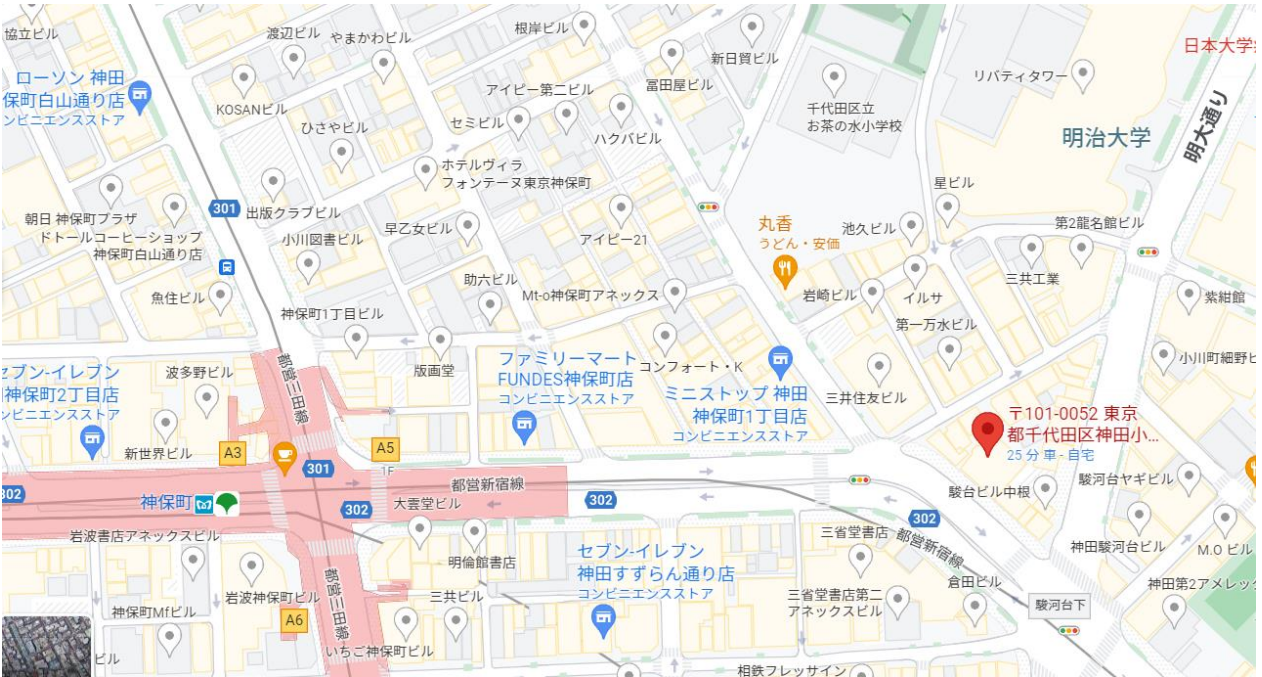 協立ビル
渡辺ビル
やまかわビル
根岸ビル
新日貿ビル
日本大学
ローソン 神田
保町白山通り店
ンビニエンスストア
KOSANビル
アイピー第二ビル
冨田屋ビル
リバティタワー
千代田区立
お茶の水小学校
明治大学
明大通り
ひさやビル
セミビル
ハクバビル
ホテルヴィラ
フォンテーヌ東京神保町
星ビル
朝日 神保町プラザ
ドトールコーヒーショップ
神保町白山通り店
301
出版クラブビル
小川図書ビル
早乙女ビル
アイピー21
丸香
うどん・安価
池久ビル
第2龍名館ビル
三共工業
魚住ビル
助六ビル
Mt-o神保町アネックス
岩崎ビル
イルサ
紫紺館
神保町1丁目ビル
第一万水ビル
都営三田線
セブン-イレブン
神保町2丁目店
ンビニエンスストア
波多野ビル
版画堂
ファミリーマート
FUNDES神保町店
コンビニエンスストア
コンフォート・K
ミニストップ 神田
神保町1丁目店
コンビニエンスストア
小川町細野ビ
三井住友ビル
〒101-0052 東京
都千代田区神田小...
25 分 車 - 自宅
新世界ビル
A3
A5
1F
301
302
神保町
302
大雲堂ビル
都営新宿線
302
302
駿台ビル中根
駿河台ヤギビル
岩波書店アネックスビル
明倫館書店
セブン-イレブン
神田すずらん通り店
コンビニエンスストア
三省堂書店
都営新宿線
神田駿河台ビル
M.O ビル
倉田ビル
神田第2アメレッ
神保町Mfビル
岩波神保町ビル
A6
都営三田線
三共ビル
三省堂書店第二
アネックスビル
駿河台下
ビル
いちご神保町ビル
相鉄フレッサイン